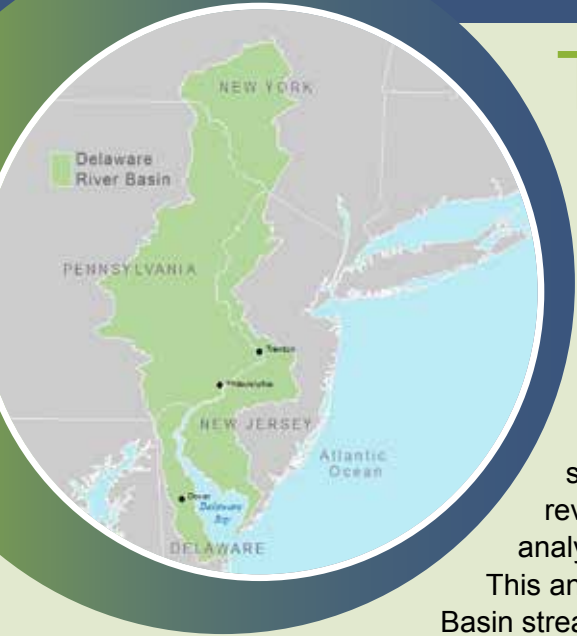 NEW YORK
Delaware
River Basin
PENNSYLVANIA
Trenton
Philadelphia
NEW JERSEY
Atlantic
Ocean
Dover
Delaware
Bay
DELAWARE
s
rev
analy
This an
Basin strea